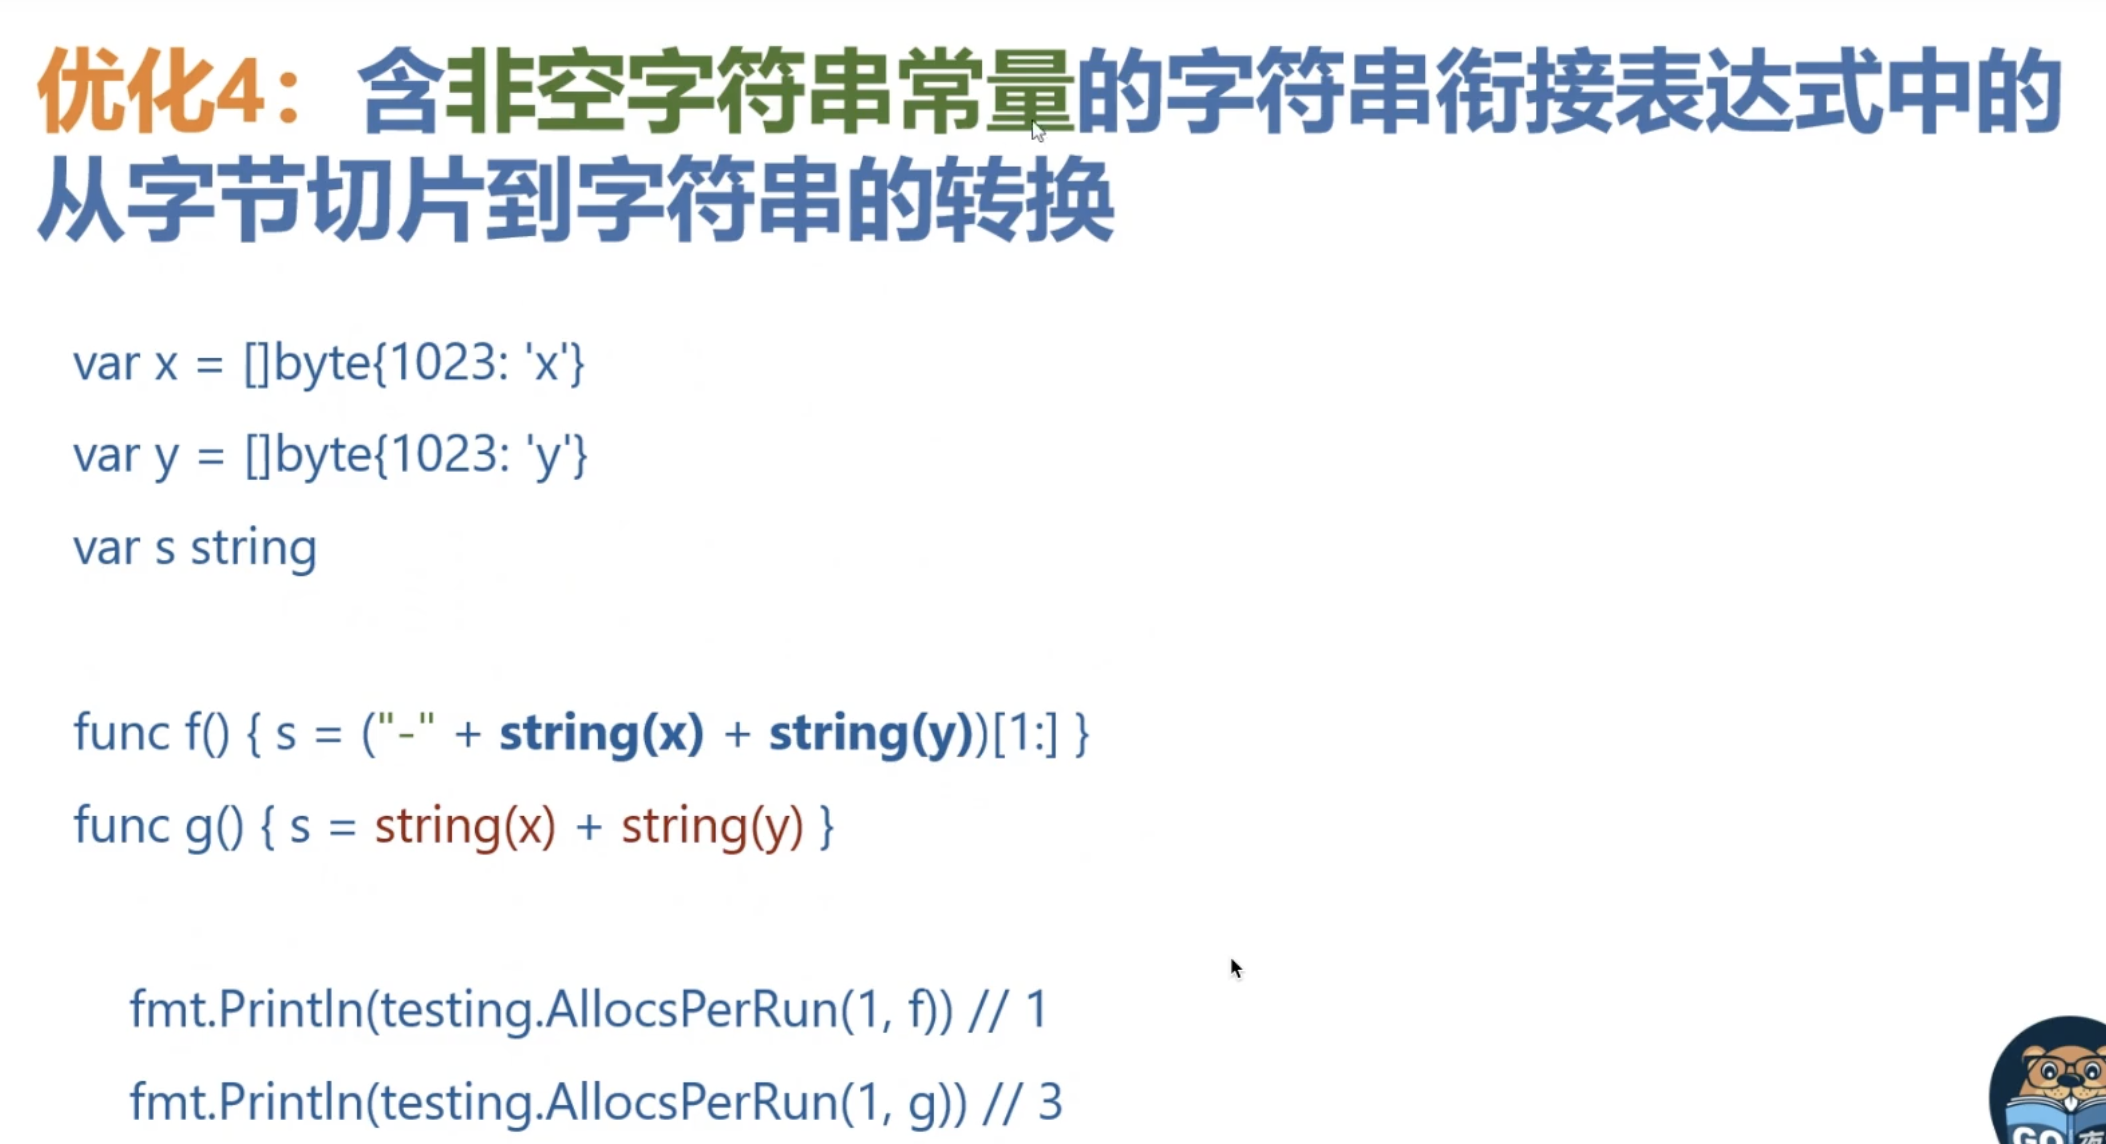 优化4：含非空字符串常量的字符串衔接表达式中的
从字节切片到字符串的转换
var x = []byte{1023: 'x'}
var y = []byte{1023: 'y'}
var s string
func f() { s = ("-" + string(x) + string(y))[1:] }
func g() { s = string(x) + string(y) }
fmt.Println(testing.AllocsPerRun(1, f)) // 1
fmt.Println(testing.AllocsPerRun(1, g)) // 3
GO 夜